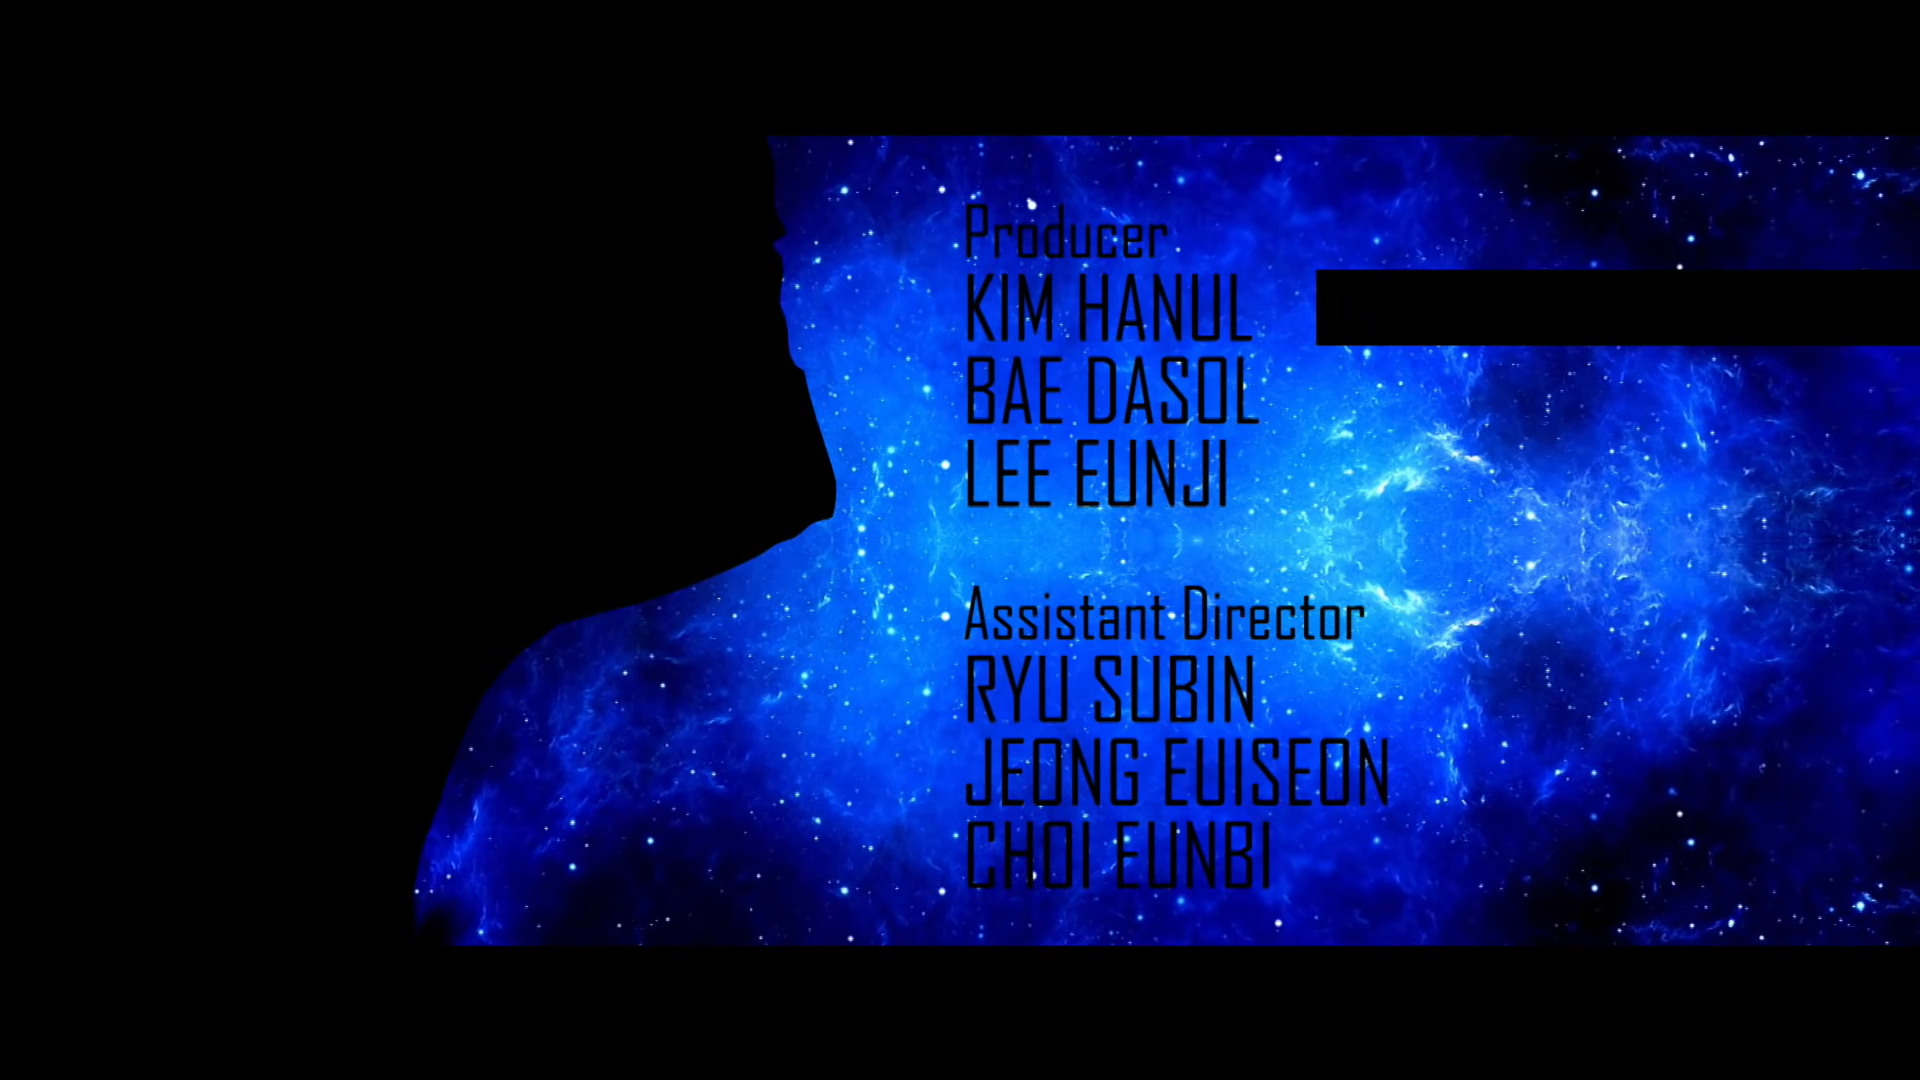 Producer
KIM HANUL
BAE DASOL
LEE EUNJI
Assistant Director
RYU SUBIN
JEONG EUISEON
CHOI EUNBI